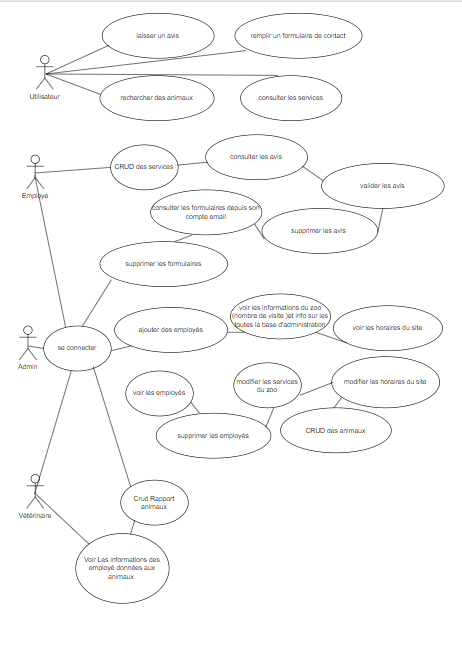 laisser un avis
remplir un formulaire de contact
Utilisateur
rechercher des animaux
consulter les services
Employe
CRUD des services
consulter les avis
valider les avis
consulter les formulaires depuis son
compte email
supprimer les avis
supprimer les formulaires
Admin
se connecter
ajouter des employés
voir les informations du zoo
(nombre de visite )et info sur les
toutes la base d'administration
voir les horaires du site
voir les employés
modifier les services
du zoo
modifier les horaires du site
supprimer les employés
CRUD des animaux
Vétérinaire
Crud Rapport
animaux
Voir Les informations des
employé données aux
animaux